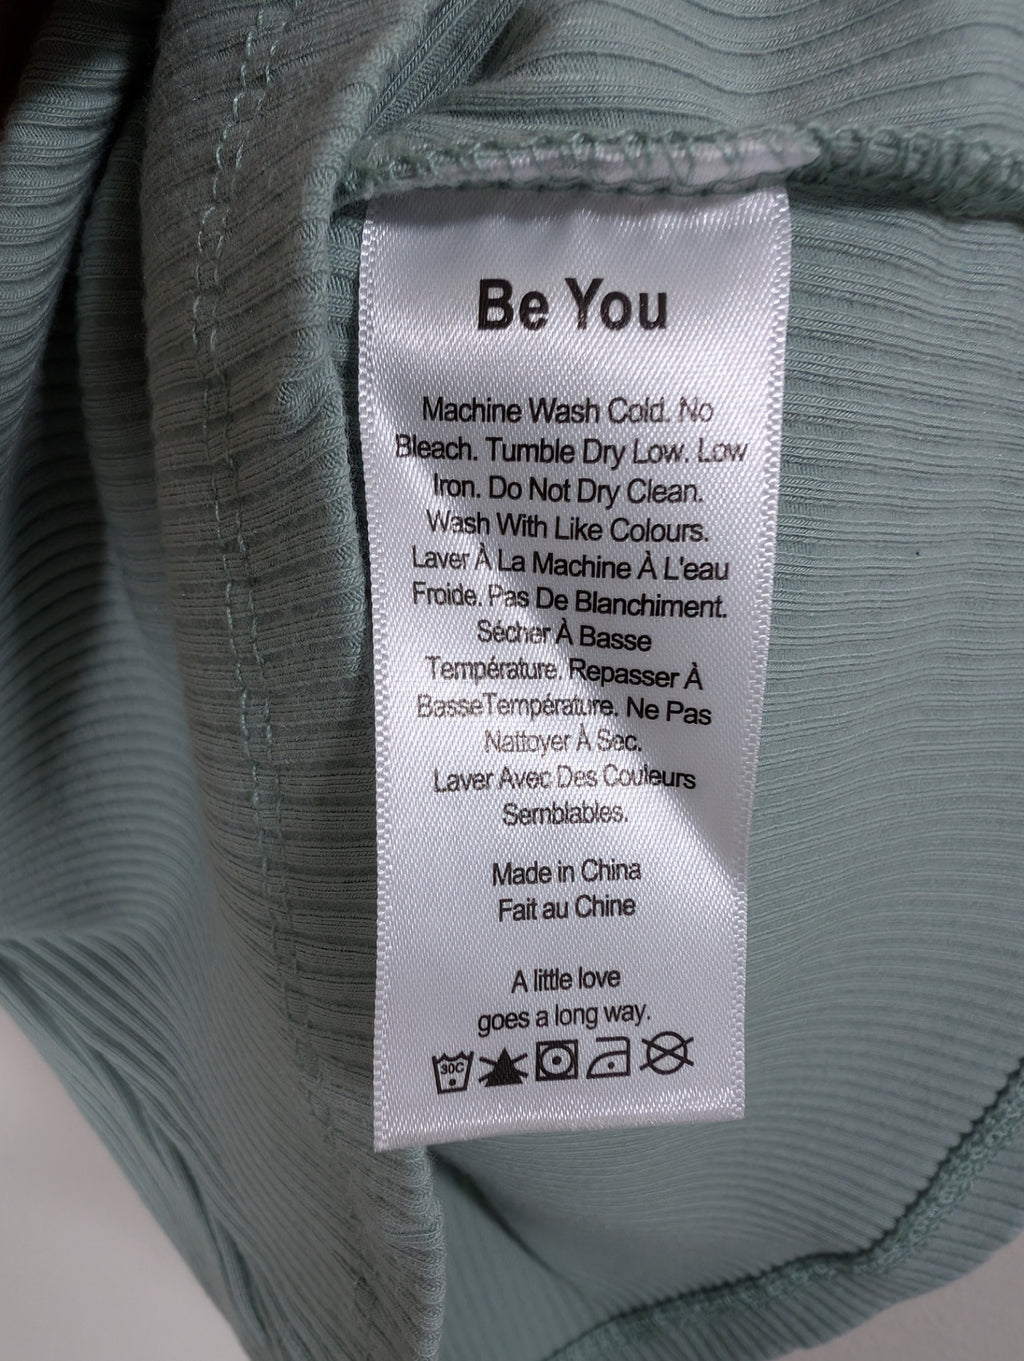 Be You
Machine Wash Cold. No
Bleach. Tumble Dry Low. Low
Iron. Do Not Dry Clean.
Wash With Like Colours.
Laver À La Machine À L'eau
Froide. Pas De Blanchiment.
Sécher À Basse
Température. Repasser À
BasseTempérature. Ne Pas
Nattoyer À Sec.
Laver Avec Des Couleurs
Semblables.
Made in China
Fait au Chine
A little love
goes a long way.
30C